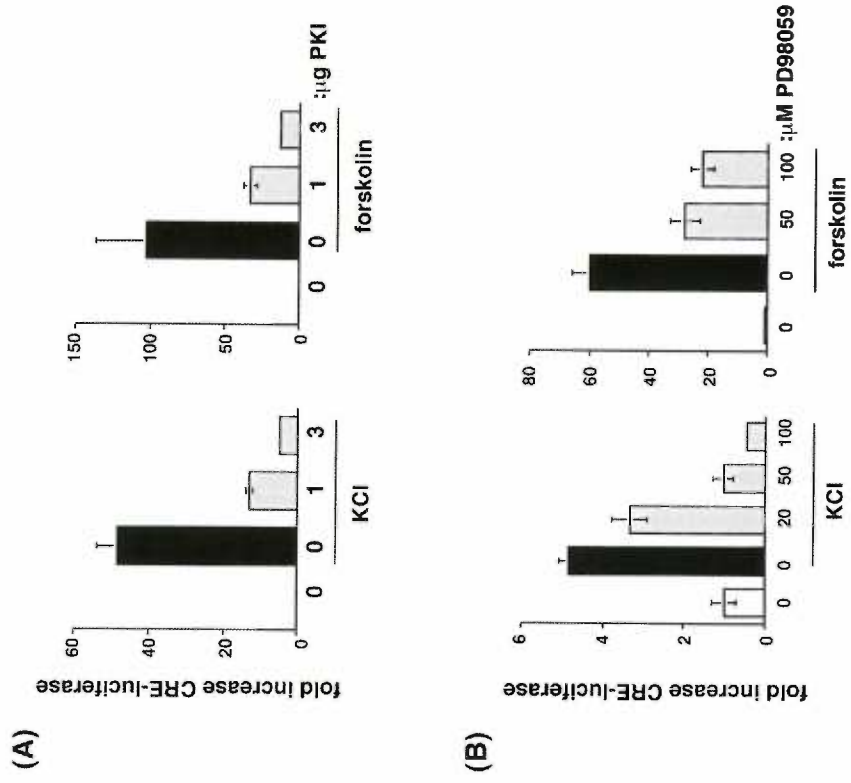 (A)
fold increase CRE-luciferase
60
40
20
0
0 0 1 3
KCl
150
100
50
0
0 0 1 3 :µg PKI
forskolin
(B)
fold increase CRE-luciferase
6
4
2
0
0 0 20 50 100
KCl
80
60
40
20
0
0 0 50 100 :µM PD98059
forskolin